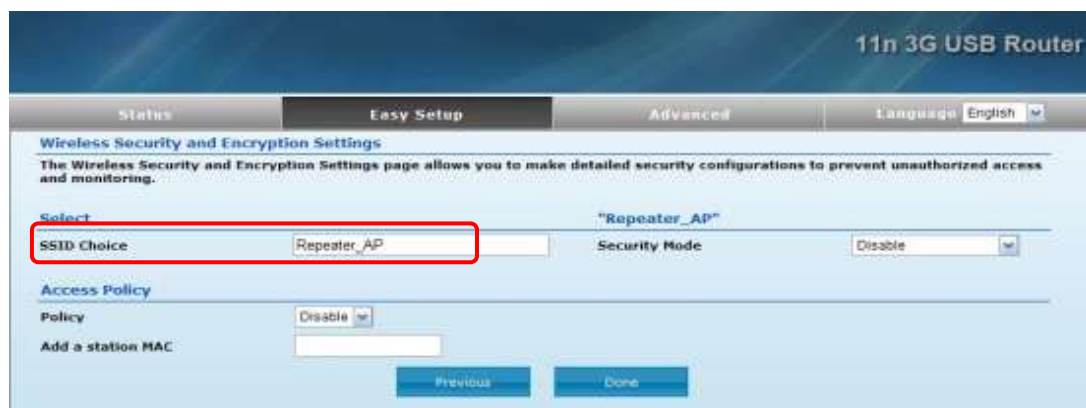 11n 3G USB Router
Status Easy Setup Advanced Language English
Wireless Security and Encryption Settings
The Wireless Security and Encryption Settings page allows you to make detailed security configurations to prevent unauthorized access
and monitoring.
Select "Repeater_AP"
SSID Choice Repeater_AP Security Mode Disable
Access Policy
Policy Disable
Add a station MAC
Previous Done